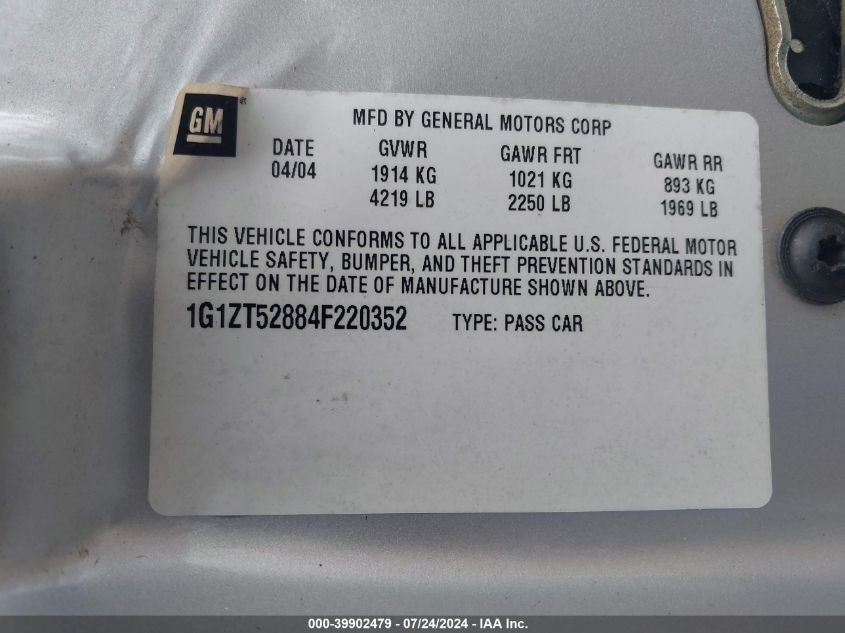 GM
MFD BY GENERAL MOTORS CORP
DATE GVWR GAWR FRT GAWR RR
04/04 1914 KG 1021 KG 893 KG
4219 LB 2250 LB 1969 LB
THIS VEHICLE CONFORMS TO ALL APPLICABLE U.S. FEDERAL MOTOR
VEHICLE SAFETY, BUMPER, AND THEFT PREVENTION STANDARDS IN
EFFECT ON THE DATE OF MANUFACTURE SHOWN ABOVE.
1G1ZT52884F220352 TYPE: PASS CAR
000-39902479 - 07/24/2024 - IAA Inc.